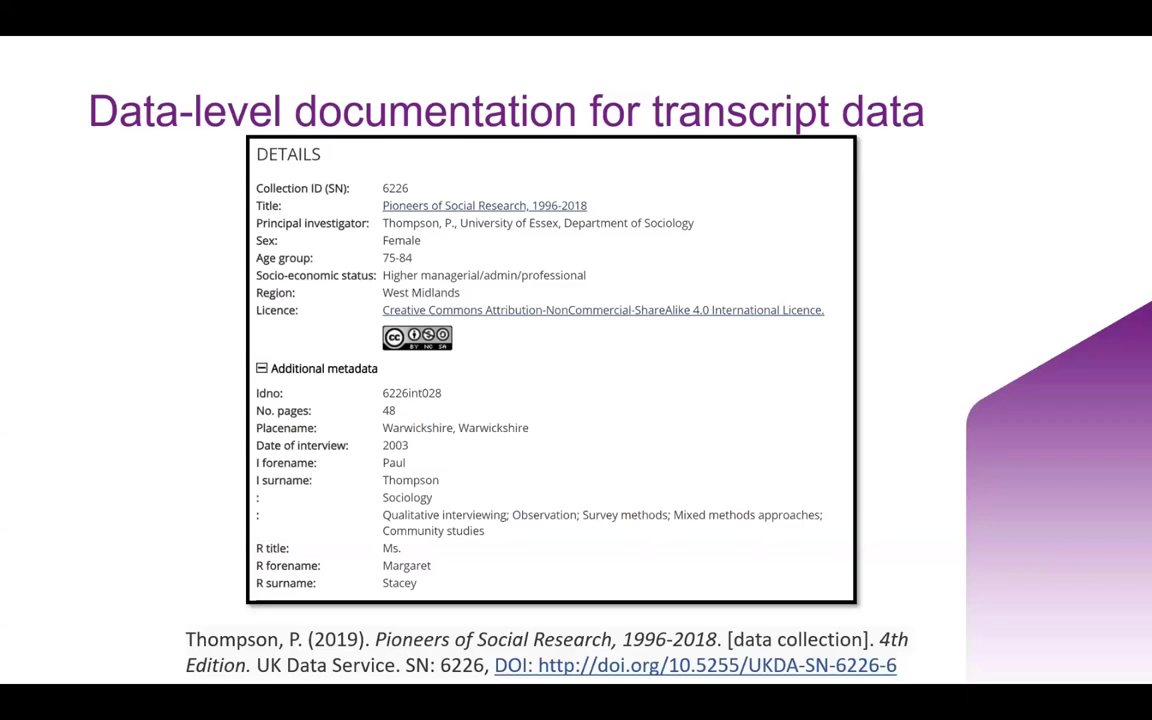 Data-level documentation for transcript data
DETAILS
Collection ID (SN): 6226
Title: Pioneers of Social Research, 1996-2018
Principal investigator: Thompson, P., University of Essex, Department of Sociology
Sex: Female
Age group: 75-84
Socio-economic status: Higher managerial/admin/professional
Region: West Midlands
Licence: Creative Commons Attribution-NonCommercial-ShareAlike 4.0 International Licence.
cc BY NC SA
Additional metadata
Idno: 6226int028
No. pages: 48
Placename: Warwickshire, Warwickshire
Date of interview: 2003
I forename: Paul
I surname: Thompson
: Sociology
: Qualitative interviewing; Observation; Survey methods; Mixed methods approaches;
Community studies
R title: Ms.
R forename: Margaret
R surname: Stacey
Thompson, P. (2019). Pioneers of Social Research, 1996-2018. [data collection]. 4th
Edition. UK Data Service. SN: 6226, DOI: http://doi.org/10.5255/UKDA-SN-6226-6